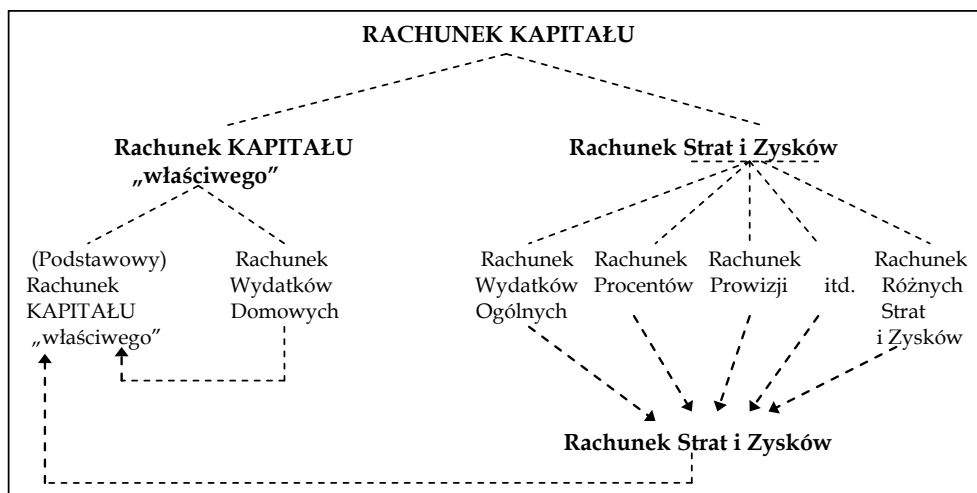 RACHUNEK KAPITAŁU
Rachunek KAPITAŁU
„właściwego”
Rachunek Strat i Zysków
(Podstawowy)
Rachunek
KAPITAŁU
„właściwego”
Rachunek
Wydatków
Domowych
Rachunek
Wydatków
Ogólnych
Rachunek
Procentów
Rachunek
Prowizji
itd.
Rachunek
Różnych
Strat
i Zysków
Rachunek Strat i Zysków